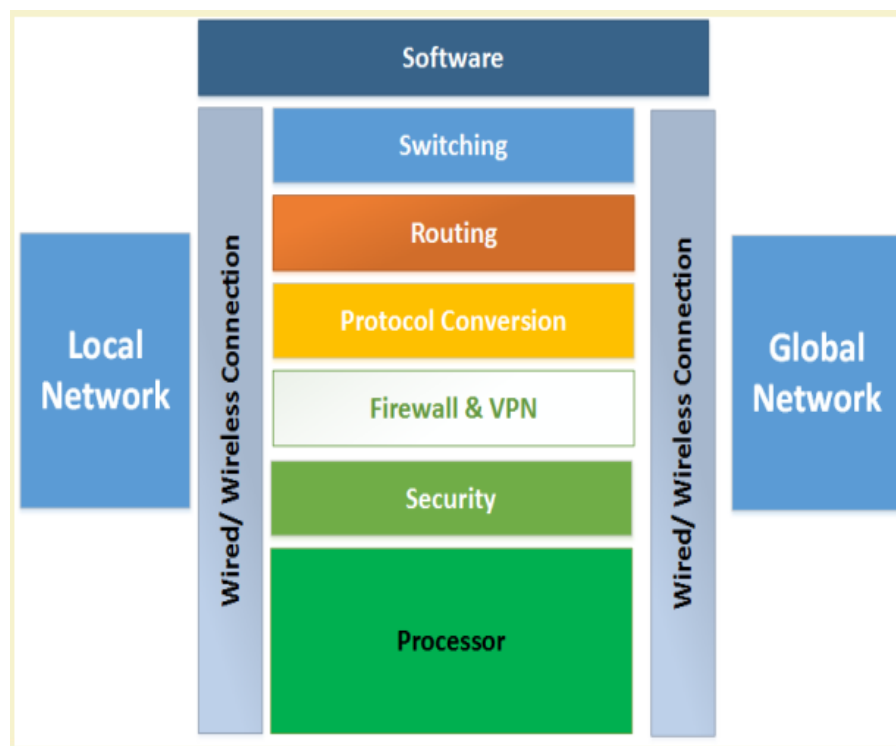 Software
Switching
Routing
Protocol Conversion
Firewall & VPN
Security
Processor
Local
Network
Wired/ Wireless Connection
Wired/ Wireless Connection
Global
Network